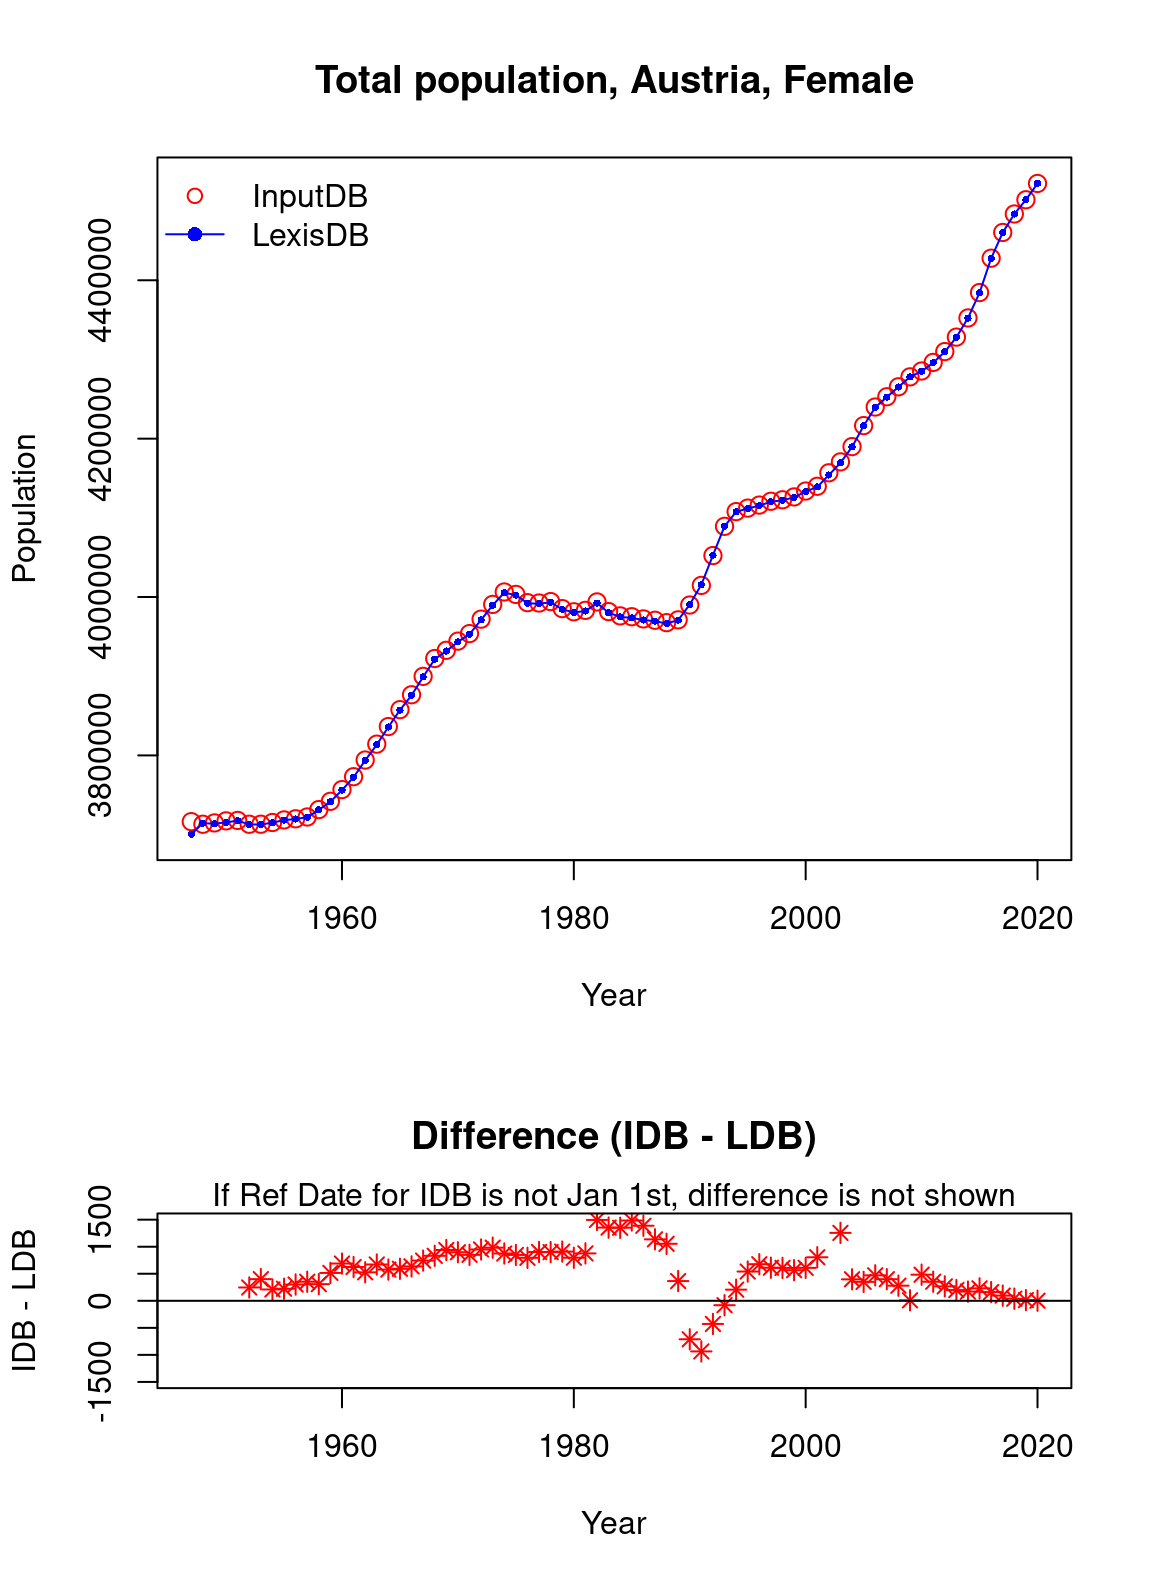 Total population, Austria, Female
InputDB
LexisDB
Population
4400000
4200000
4000000
3800000
1960 1980 2000 2020
Year
Difference (IDB - LDB)
If Ref Date for IDB is not Jan 1st, difference is not shown
IDB - LDB
1500
0
-1500
1960 1980 2000 2020
Year